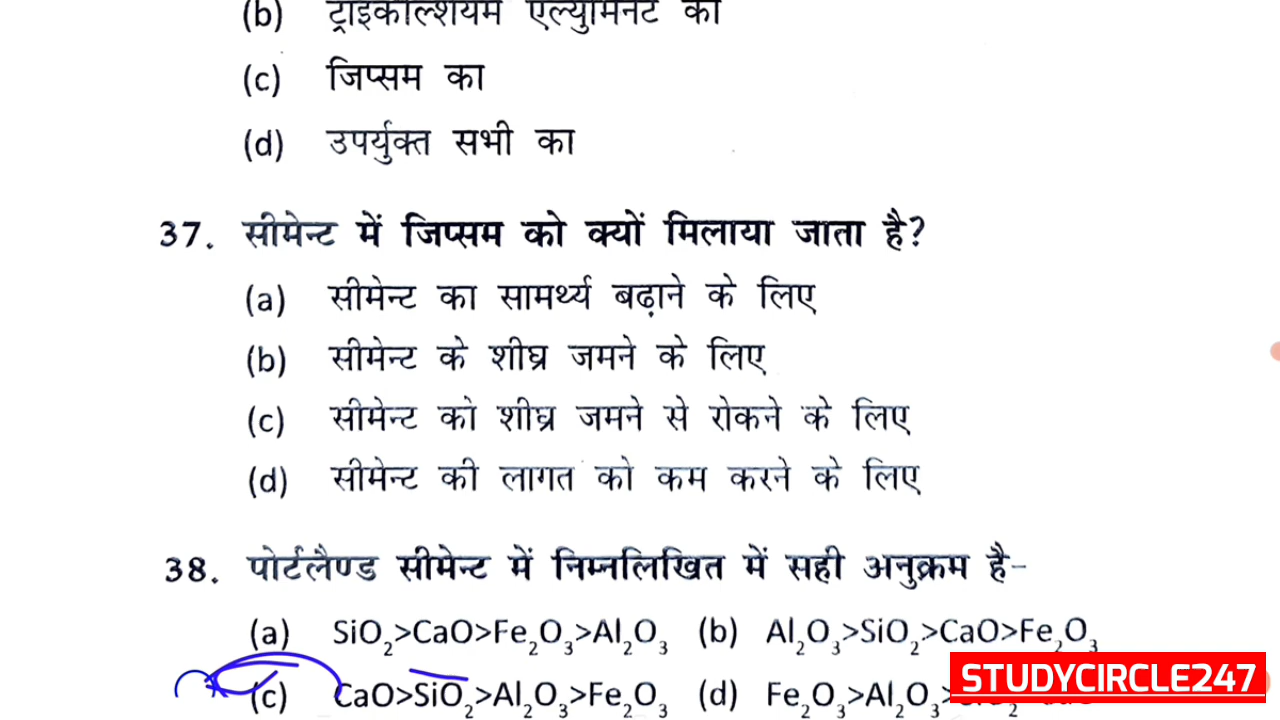 (b) ट्राइकैल्शियम एल्युमिनेट का
(c) जिप्सम का
(d) उपर्युक्त सभी का
37. सीमेन्ट में जिप्सम को क्यों मिलाया जाता है?
(a) सीमेन्ट का सामर्थ्य बढ़ाने के लिए
(b) सीमेन्ट के शीघ्र जमने के लिए
(c) सीमेन्ट को शीघ्र जमने से रोकने के लिए
(d) सीमेन्ट की लागत को कम करने के लिए
38. पोर्टलैण्ड सीमेन्ट में निम्नलिखित में सही अनुक्रम है-
(a) SiO₂>CaO>Fe₂O₃>Al₂O₃ (b) Al₂O₃>SiO₂>CaO>Fe₂O₃
(c) CaO>SiO₂>Al₂O₃>Fe₂O₃ (d) Fe₂O₃>Al₂O₃>
STUDYCIRCLE247